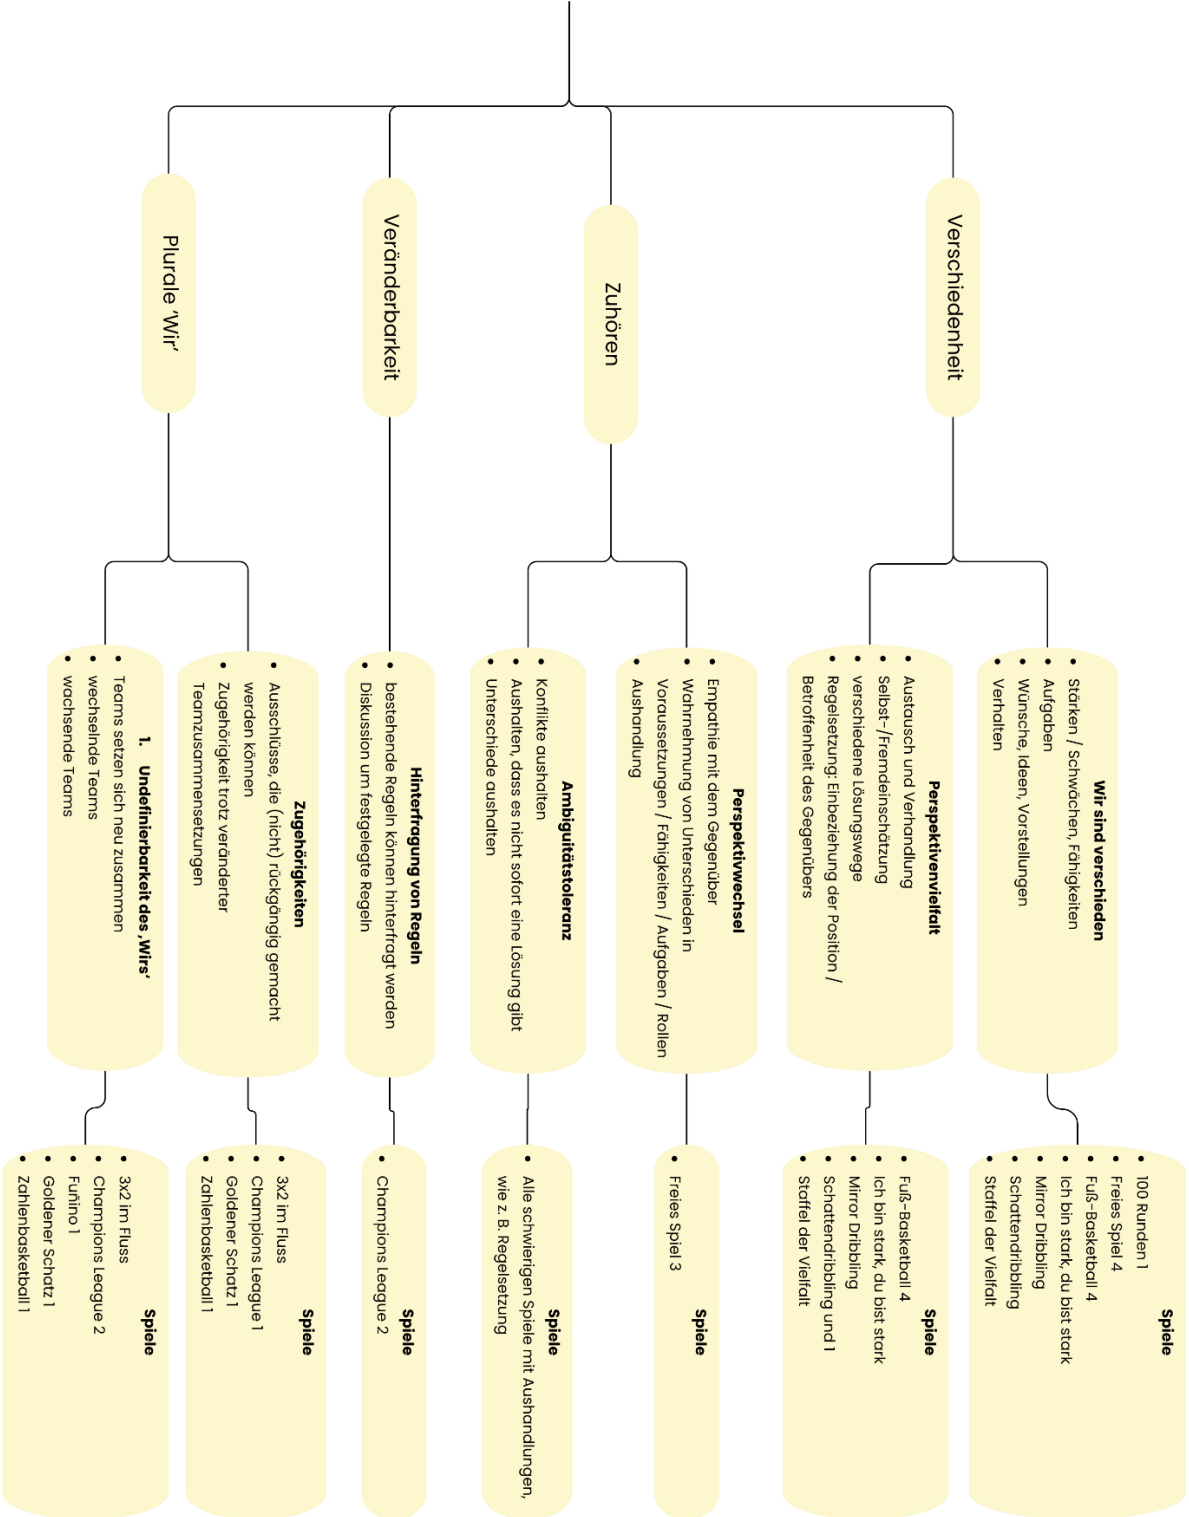 Verschiedenheit
Wir sind verschieden
• Stärken / Schwächen, Fähigkeiten
• Aufgaben
• Wünsche, Ideen, Vorstellungen
• Verhalten
Spiele
• 100 Runden 1
• Freies Spiel 4
• Fuß-Basketball 4
• Ich bin stark, du bist stark
• Mirror Dribbling
• Schattendribbling
• Staffel der Vielfalt
Perspektivenvielfalt
• Austausch und Verhandlung
• Selbst-/Fremdeinschätzung
• verschiedene Lösungswege
• Regelsetzung: Einbeziehung der Position /
Betroffenheit des Gegenübers
Spiele
• Fuß-Basketball 4
• Ich bin stark, du bist stark
• Mirror Dribbling
• Schattendribbling und 1
• Staffel der Vielfalt
Zuhören
Perspektivwechsel
• Empathie mit dem Gegenüber
• Wahrnehmung von Unterschieden in
Voraussetzungen / Fähigkeiten / Aufgaben / Rollen
• Aushandlung
Spiele
• Freies Spiel 3
Ambiguitätstoleranz
• Konflikte aushalten
• Aushalten, dass es nicht sofort eine Lösung gibt
• Unterschiede aushalten
Spiele
• Alle schwierigen Spiele mit Aushandlungen,
wie z. B. Regelsetzung
Veränderbarkeit
Hinterfragung von Regeln
• bestehende Regeln können hinterfragt werden
• Diskussion um festgelegte Regeln
Spiele
• Champions League 2
Plurale ‘Wir’
Zugehörigkeiten
• Ausschlüsse, die (nicht) rückgängig gemacht
werden können
• Zugehörigkeit trotz veränderter
Teamzusammensetzungen
Spiele
• 3x2 im Fluss
• Champions League 1
• Goldener Schatz 1
• Zahlenbasketball 1
1. Undefinierbarkeit des ‚Wirs‘
• Teams setzen sich neu zusammen
• wechselnde Teams
• wachsende Teams
Spiele
• 3x2 im Fluss
• Champions League 2
• Fuñino 1
• Goldener Schatz 1
• Zahlenbasketball 1